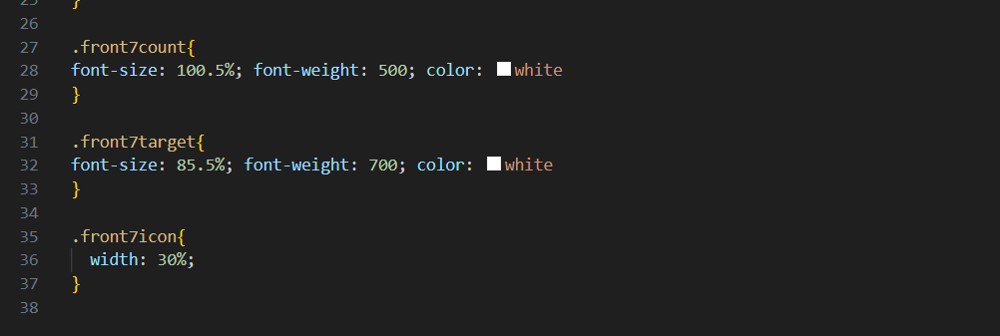 25 }
26
27 .front7count{
28 font-size: 100.5%; font-weight: 500; color: white
29 }
30
31 .front7target{
32 font-size: 85.5%; font-weight: 700; color: white
33 }
34
35 .front7icon{
36 width: 30%;
37 }
38